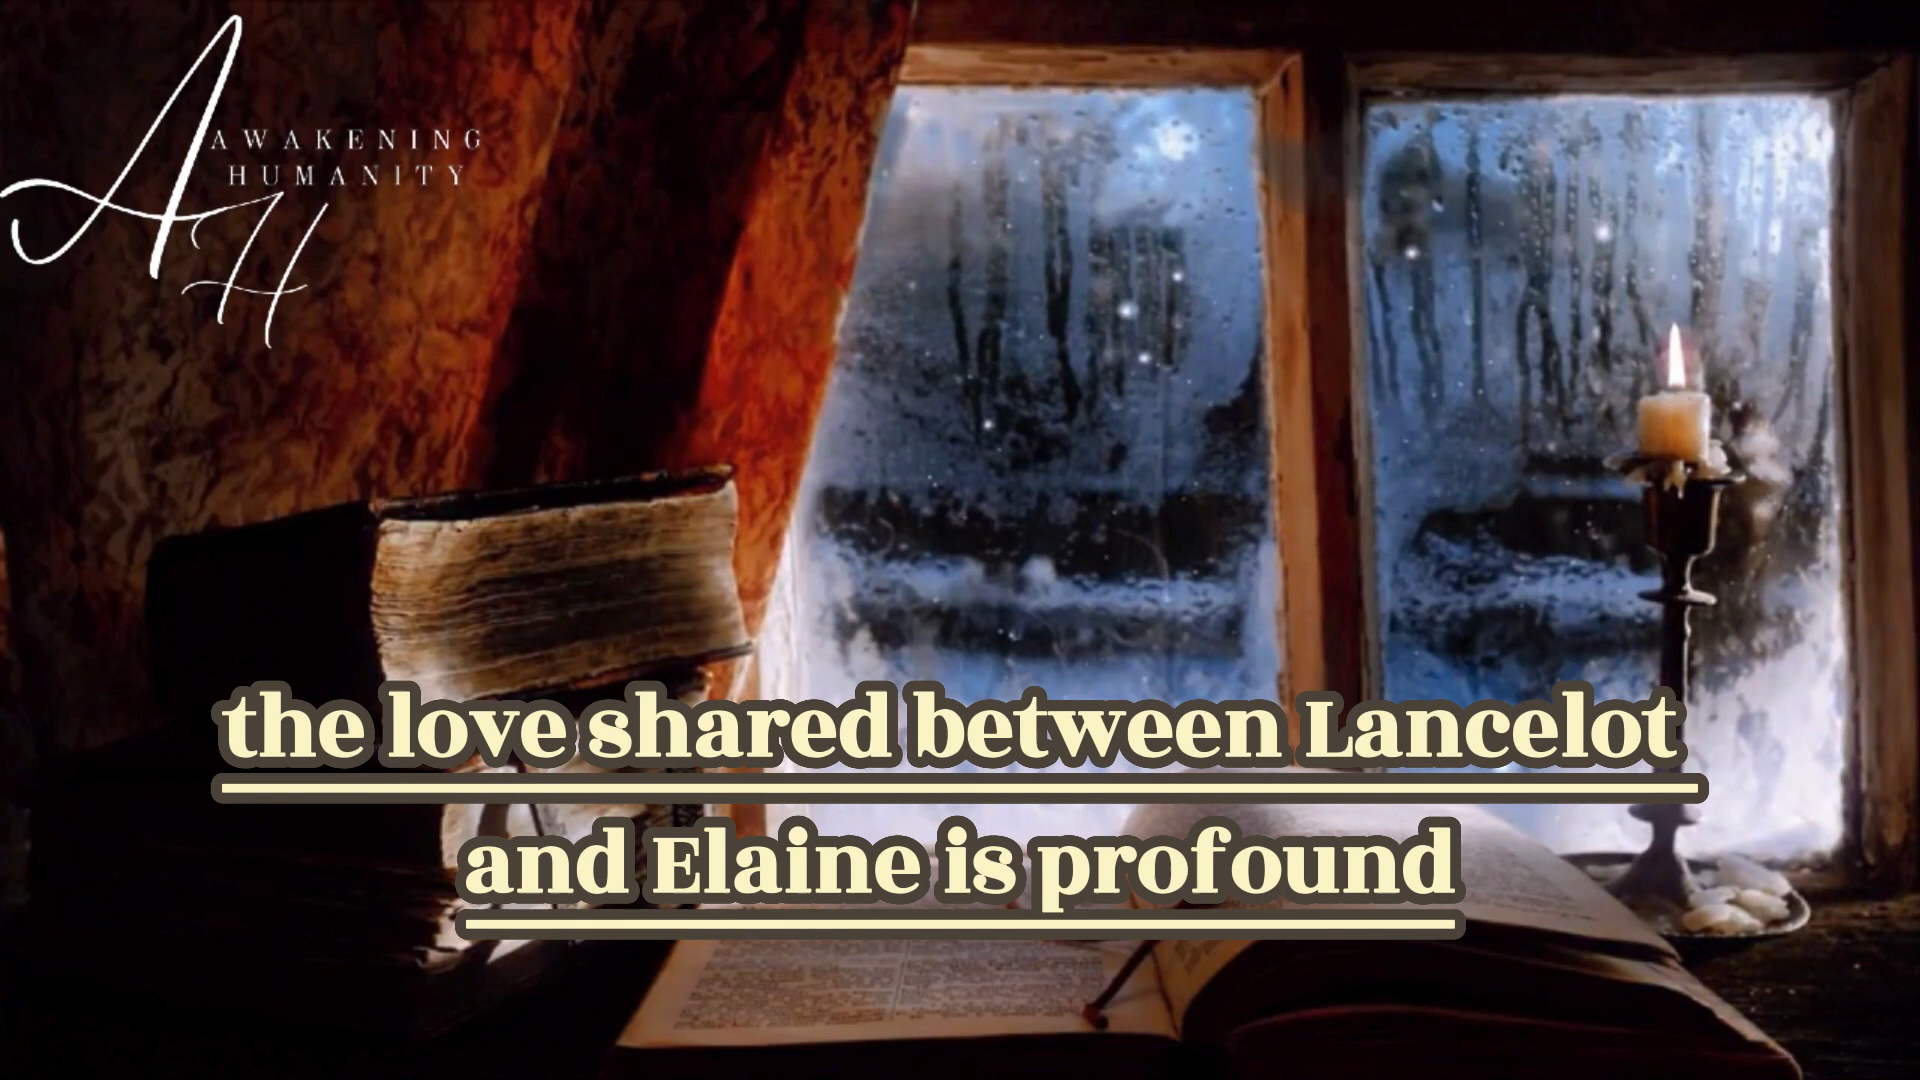 AWAKENING
HUMANITY
AH
the love shared between Lancelot
and Elaine is profound